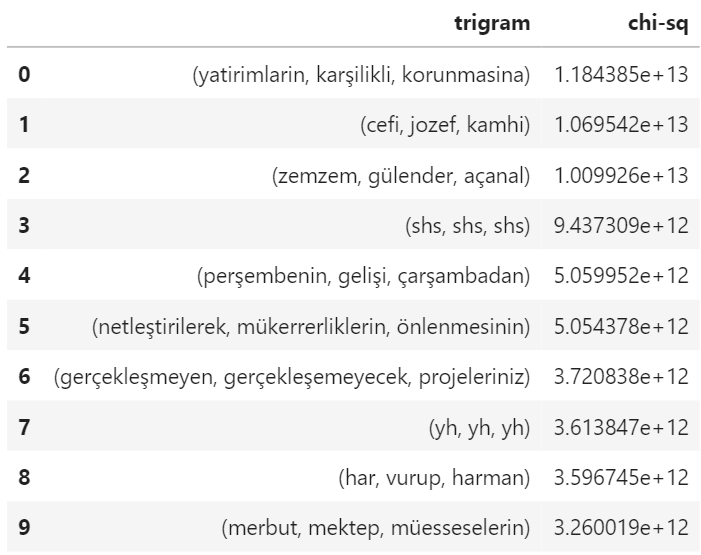 trigram chi-sq
0 (yatirimlarin, karşilikli, korunmasina) 1.184385e+13
1 (cefi, jozef, kamhi) 1.069542e+13
2 (zemzem, gülender, açanal) 1.009926e+13
3 (shs, shs, shs) 9.437309e+12
4 (perşembenin, gelişi, çarşambadan) 5.059952e+12
5 (netleştirilerek, mükerrerliklerin, önlenmesinin) 5.054378e+12
6 (gerçekleşmeyen, gerçekleşemeyecek, projeleriniz) 3.720838e+12
7 (yh, yh, yh) 3.613847e+12
8 (har, vurup, harman) 3.596745e+12
9 (merbut, mektep, müesseselerin) 3.260019e+12